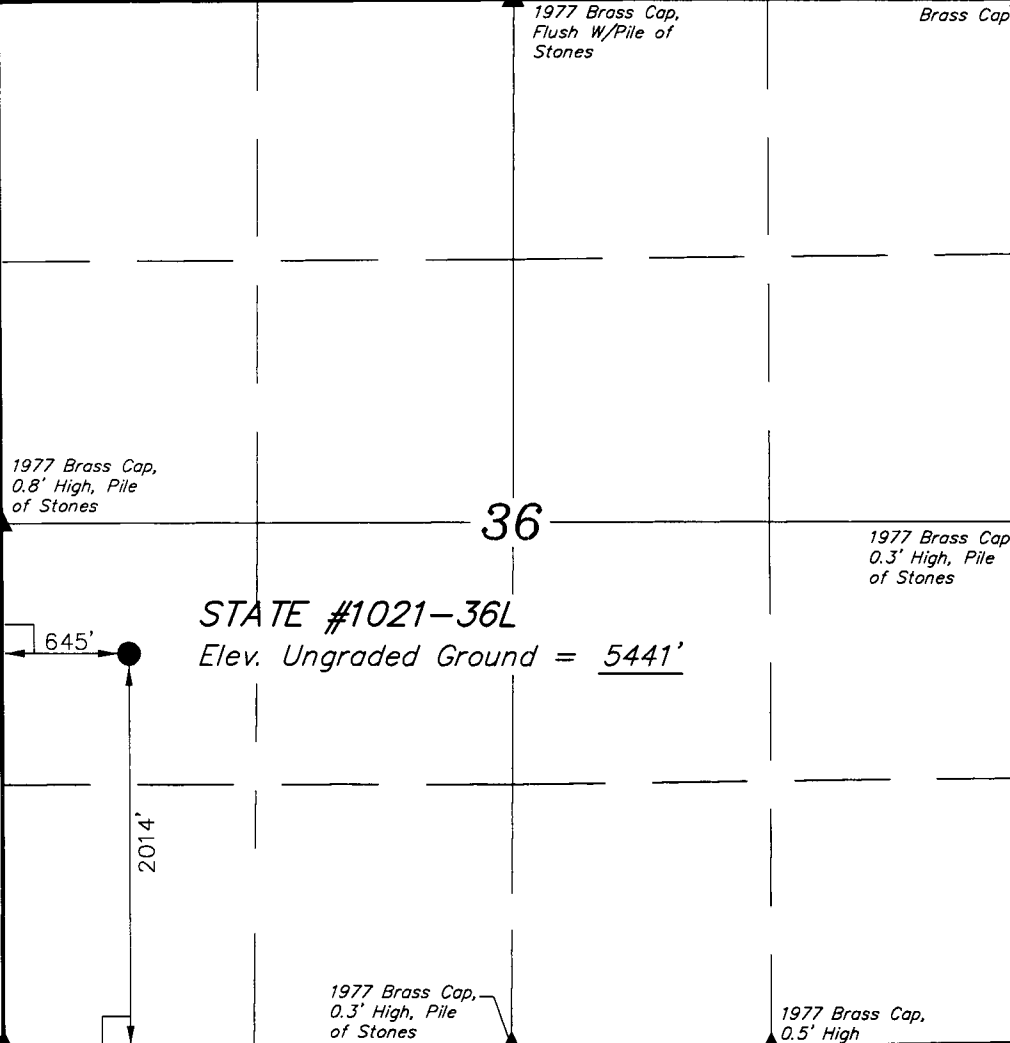 1977 Brass Cap,
Flush W/Pile of
Stones
Brass Cap
1977 Brass Cap,
0.8' High, Pile
of Stones
36
1977 Brass Cap
0.3' High, Pile
of Stones
STATE #1021-36L
Elev. Ungraded Ground = 5441'
645'
2014'
1977 Brass Cap,
0.3' High, Pile
of Stones
1977 Brass Cap,
0.5' High